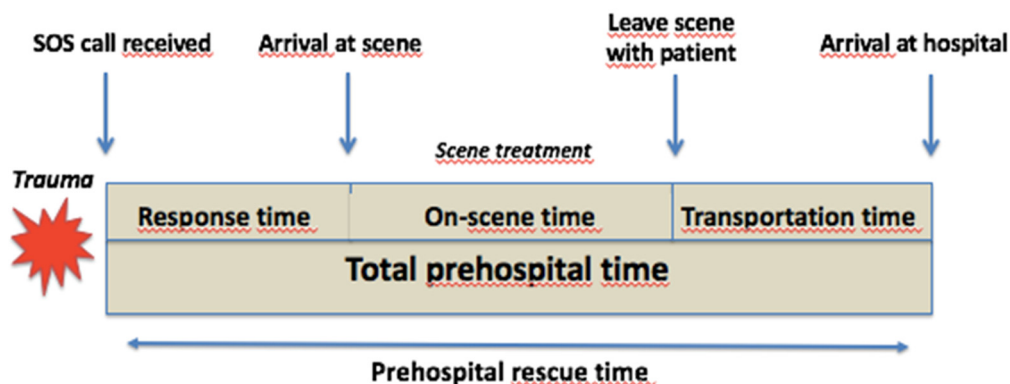 SOS call received
Arrival at scene
Leave scene
with patient
Arrival at hospital
Scene treatment
Trauma
Response time
On-scene time
Transportation time
Total prehospital time
Prehospital rescue time